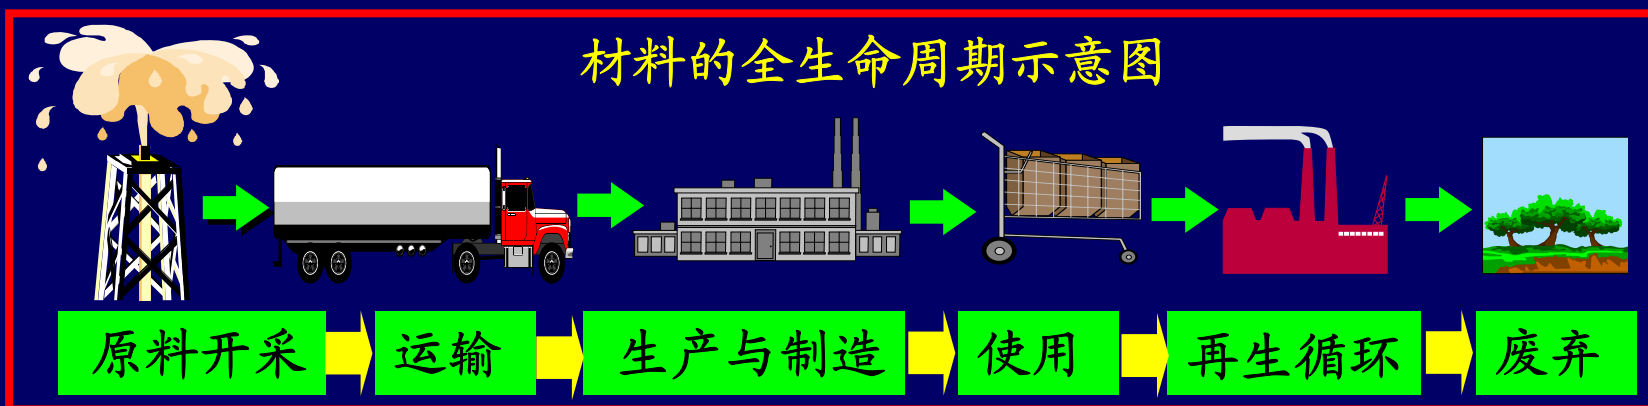 材料的全生命周期示意图
原料开采
运输
生产与制造
使用
再生循环
废弃